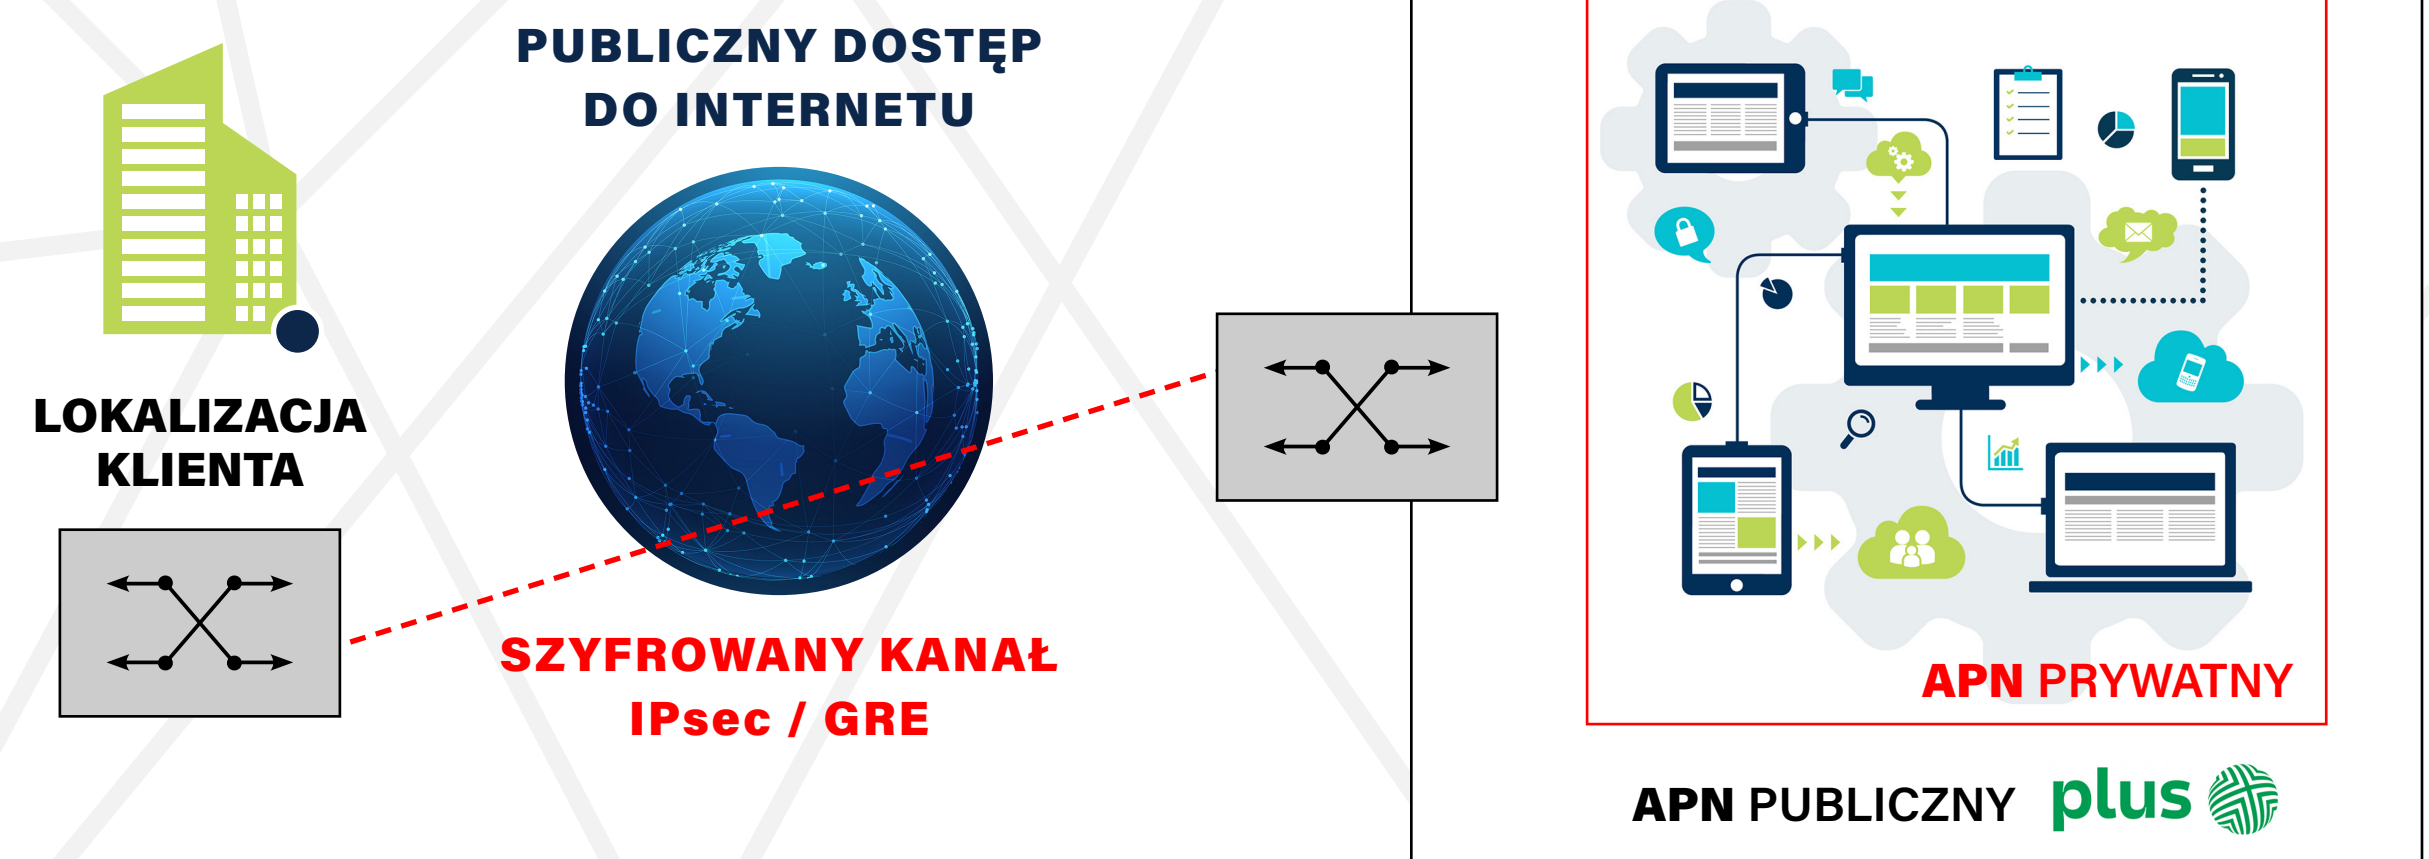 PUBLICZNY DOSTĘP
DO INTERNETU
LOKALIZACJA
KLIENTA
SZYFROWANY KANAŁ
IPsec / GRE
APN PRYWATNY
APN PUBLICZNY plus